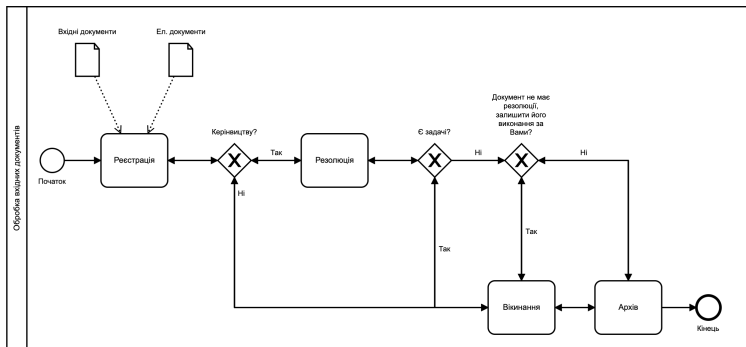 Обробка вхідних документів
Вхідні документи
Ел. документи
Початок
Реєстрація
Керінвицтву?
Так
Ні
Резолюція
Є задачі?
Ні
Так
Документ не має
резолюції,
залишити його
виконання за
Вами?
Ні
Так
Вікинання
Архів
Кінець